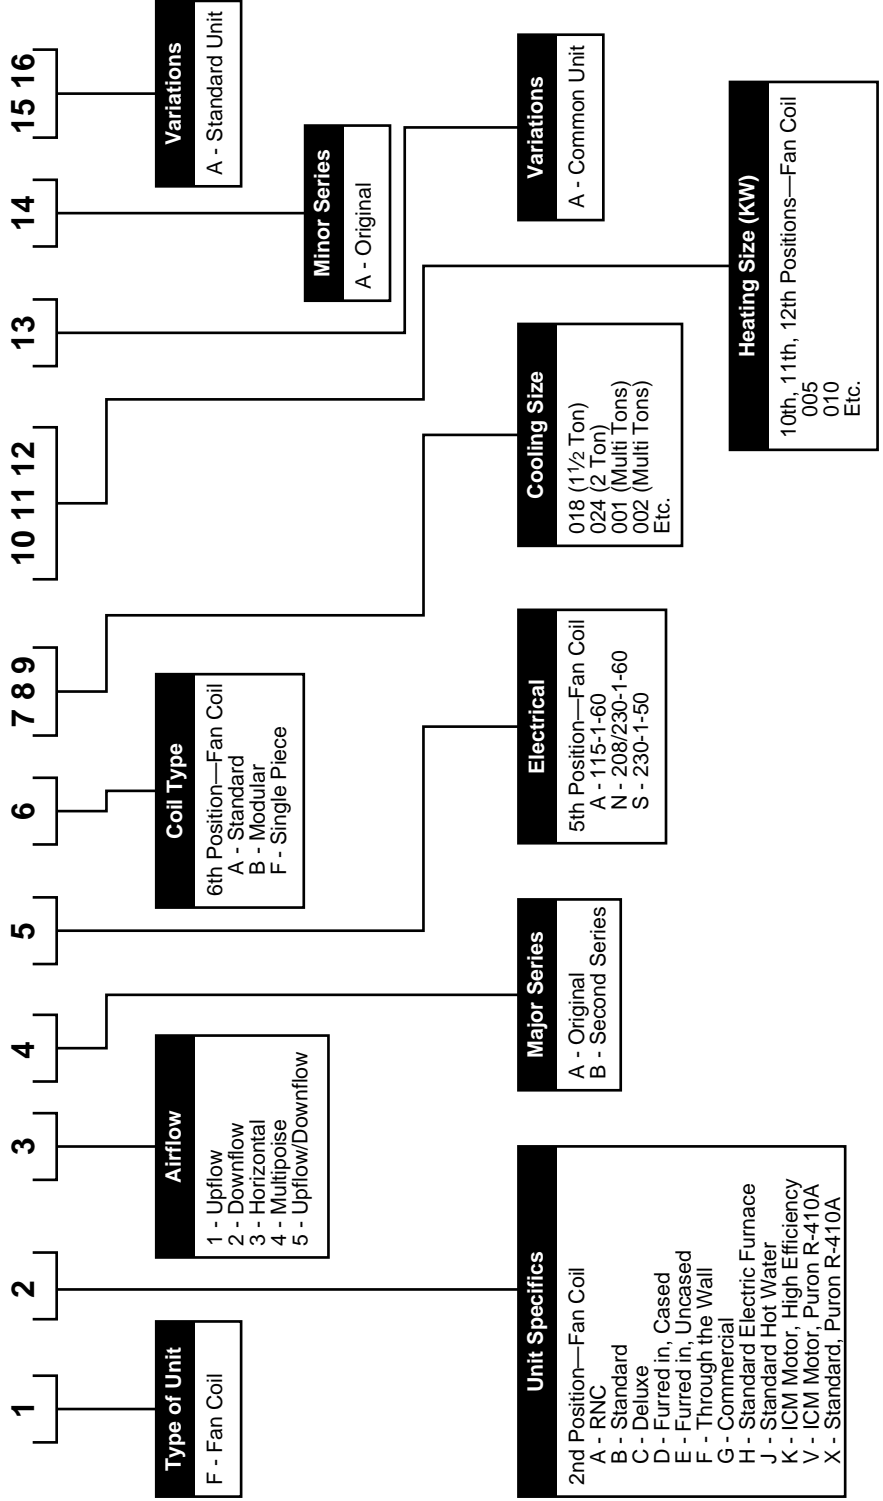 1 2 3 4 5 6 7 8 9 10 11 12 13 14 15 16
Type of Unit
F - Fan Coil
Airflow
1 - Upflow
2 - Downflow
3 - Horizontal
4 - Multipoise
5 - Upflow/Downflow
Coil Type
6th Position—Fan Coil
A - Standard
B - Modular
F - Single Piece
Variations
A - Standard Unit
Minor Series
A - Original
Unit Specifics
2nd Position—Fan Coil
A - RNC
B - Standard
C - Deluxe
D - Furred in, Cased
E - Furred in, Uncased
F - Through the Wall
G - Commercial
H - Standard Electric Furnace
J - Standard Hot Water
K - ICM Motor, High Efficiency
V - ICM Motor, Puron R-410A
X - Standard, Puron R-410A
Major Series
A - Original
B - Second Series
Electrical
5th Position—Fan Coil
A - 115-1-60
N - 208/230-1-60
S - 230-1-50
Cooling Size
018 (1 1/2 Ton)
024 (2 Ton)
001 (Multi Tons)
002 (Multi Tons)
Etc.
Variations
A - Common Unit
Heating Size (KW)
10th, 11th, 12th Positions—Fan Coil
005
010
Etc.